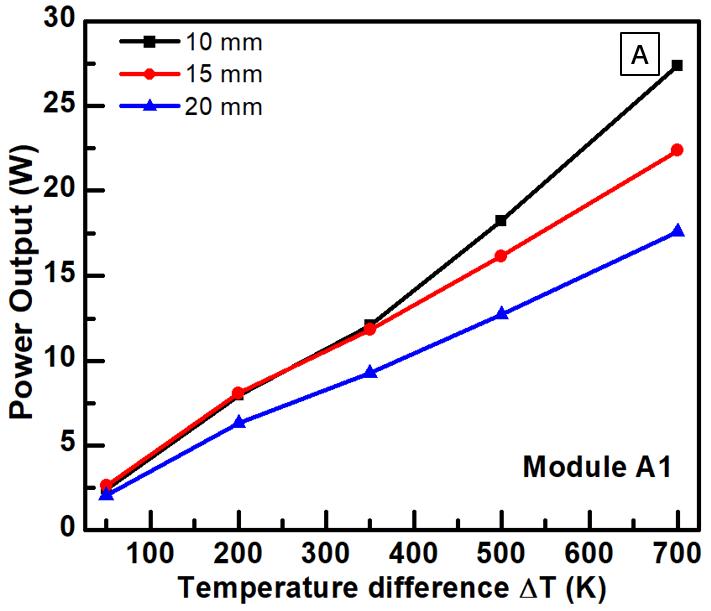 30
25
20
15
10
5
0
10 mm
15 mm
20 mm
A
Power Output (W)
Module A1
100 200 300 400 500 600 700
Temperature difference ΔT (K)